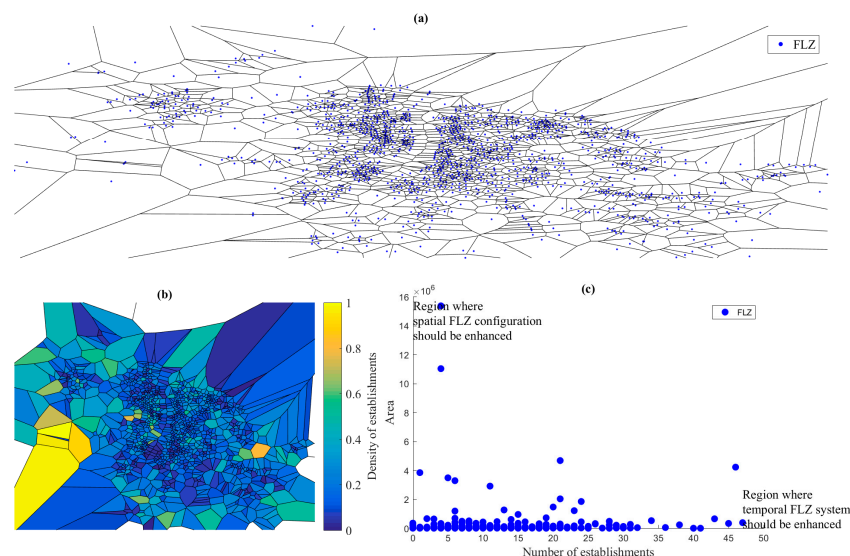 (a)
FLZ
(b)
1
0.8
0.6
0.4
0.2
0
Density of establishments
(c)
×10⁶
16
14
12
10
8
6
4
2
0
Area
Region where
spatial FLZ configuration
should be enhanced
FLZ
Region where
temporal FLZ system
should be enhanced
0 5 10 15 20 25 30 35 40 45 50
Number of establishments